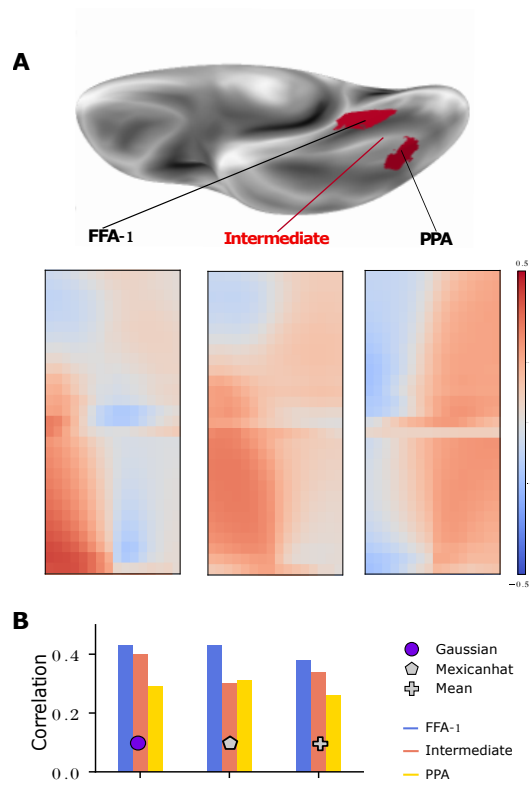 A
FFA-1
Intermediate
PPA
0.5
−0.5
B
Correlation
0.4
0.2
0.0
Gaussian
Mexicanhat
Mean
FFA-1
Intermediate
PPA